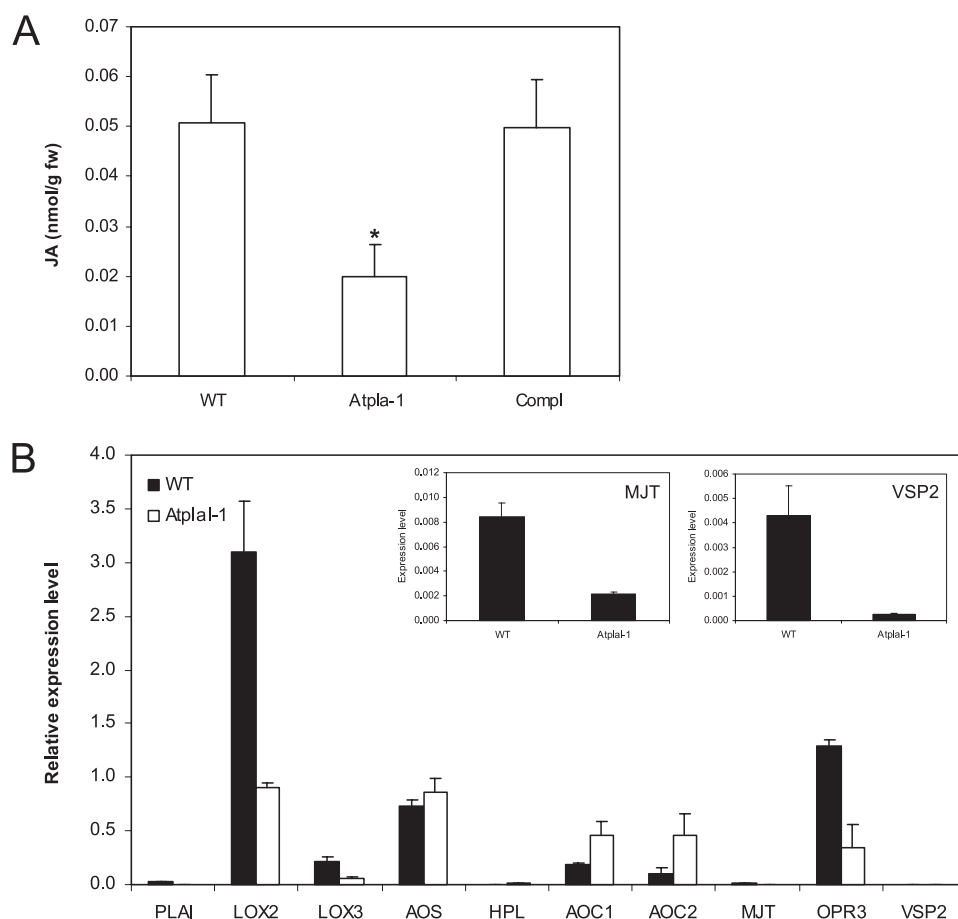 A
0.07
0.06
0.05
0.04
0.03
0.02
0.01
0.00
JA (nmol/g fw)
*
WT Atpla-1 Compl
B
4.0
3.5
3.0
2.5
2.0
1.5
1.0
0.5
0.0
Relative expression level
WT
AtplaI-1
0.012
0.010
0.008
0.006
0.004
0.002
0.000
Expression level
MJT
WT AtplaI-1
0.006
0.005
0.004
0.003
0.002
0.001
0.000
Expression level
VSP2
WT AtplaI-1
PLAI LOX2 LOX3 AOS HPL AOC1 AOC2 MJT OPR3 VSP2